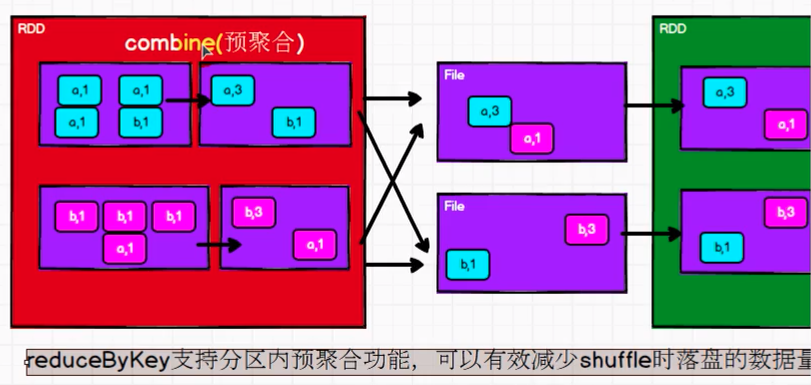 RDD
combine(预聚合)
a,1
a,1
a,1
b,1
a,3
b,1
b,1
b,1
b,1
a,1
b,3
a,1
File
a,3
a,1
File
b,3
b,1
RDD
a,3
a,1
b,3
b,1
reduceByKey支持分区内预聚合功能，可以有效减少shuffle时落盘的数据量